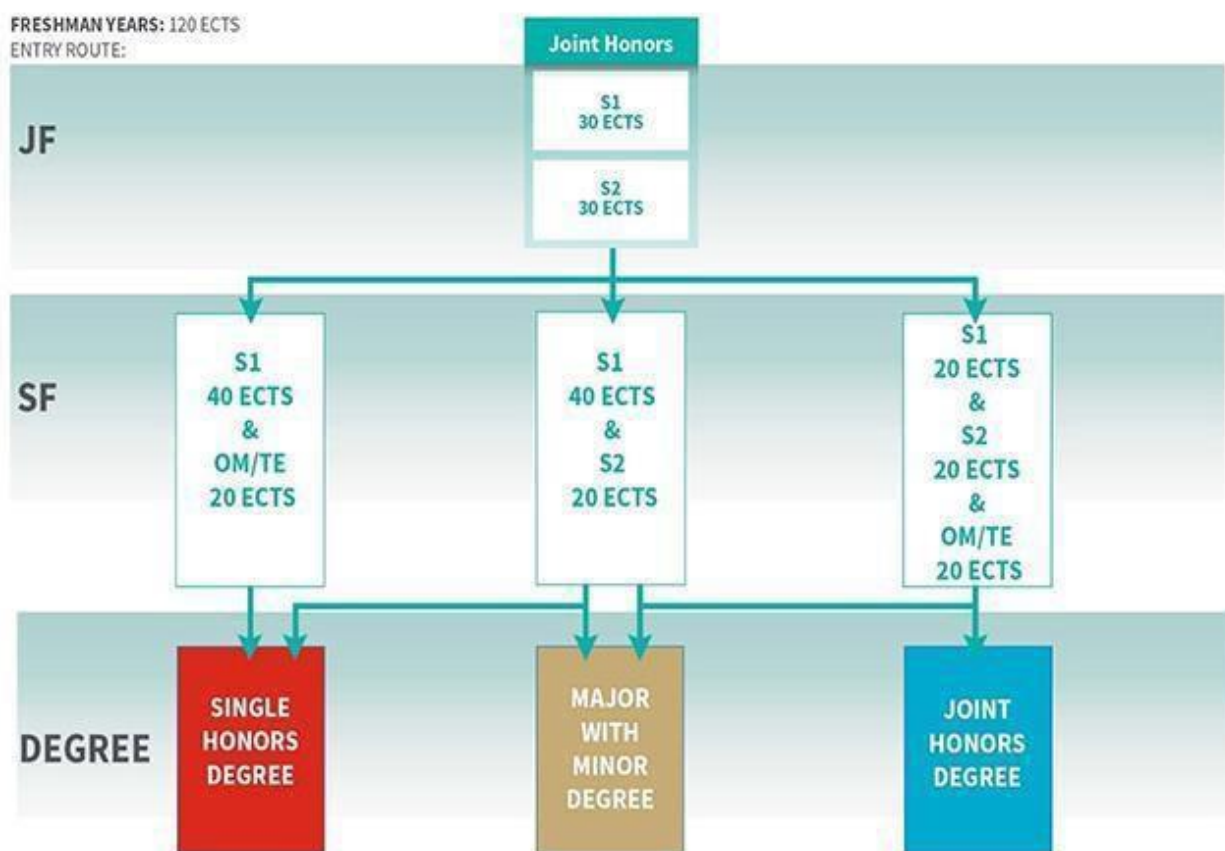 FRESHMAN YEARS: 120 ECTS
ENTRY ROUTE:
Joint Honors
JF
S1
30 ECTS
S2
30 ECTS
SF
S1
40 ECTS
&
OM/TE
20 ECTS
S1
40 ECTS
&
S2
20 ECTS
S1
20 ECTS
&
S2
20 ECTS
&
OM/TE
20 ECTS
DEGREE
SINGLE
HONORS
DEGREE
MAJOR
WITH
MINOR
DEGREE
JOINT
HONORS
DEGREE